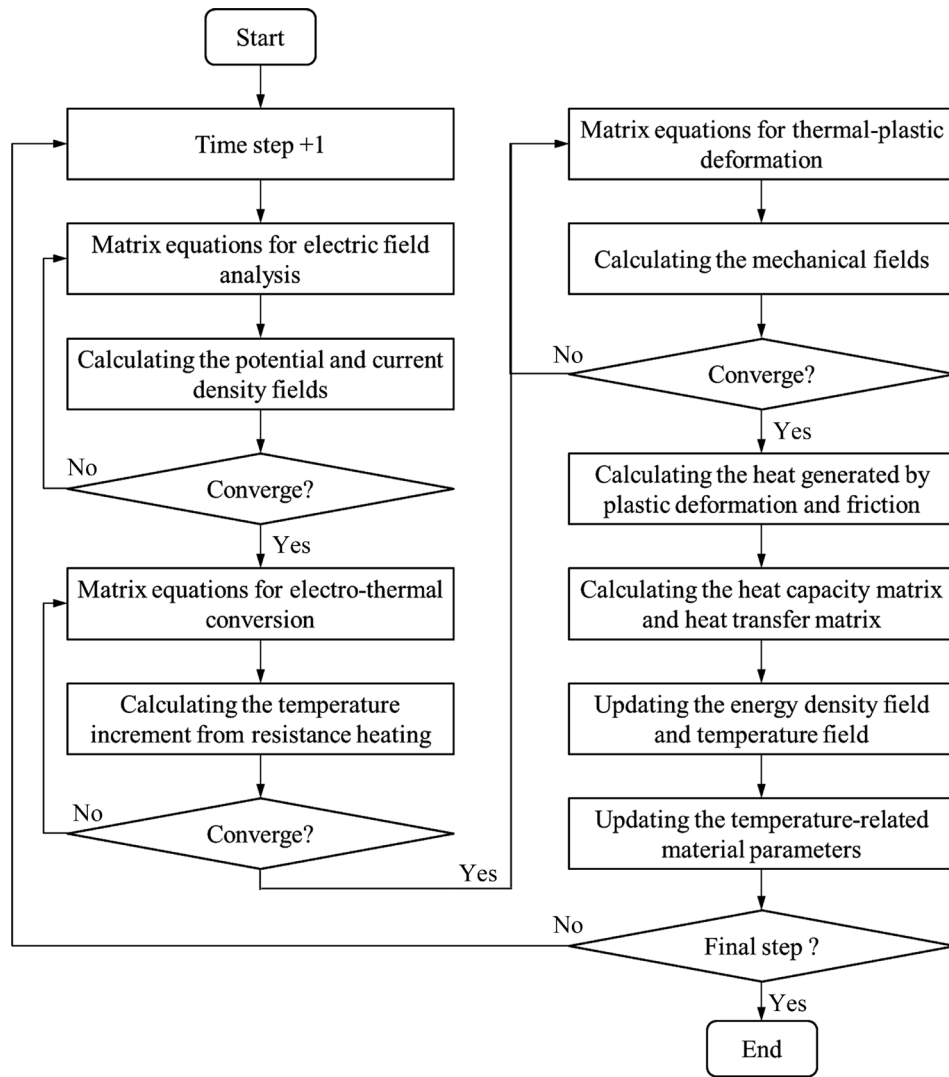 Start
Time step +1
Matrix equations for electric field
analysis
Calculating the potential and current
density fields
No
Converge?
Yes
Matrix equations for electro-thermal
conversion
Calculating the temperature
increment from resistance heating
No
Converge?
Yes
Matrix equations for thermal-plastic
deformation
Calculating the mechanical fields
No
Converge?
Yes
Calculating the heat generated by
plastic deformation and friction
Calculating the heat capacity matrix
and heat transfer matrix
Updating the energy density field
and temperature field
Updating the temperature-related
material parameters
No
Final step ?
Yes
End